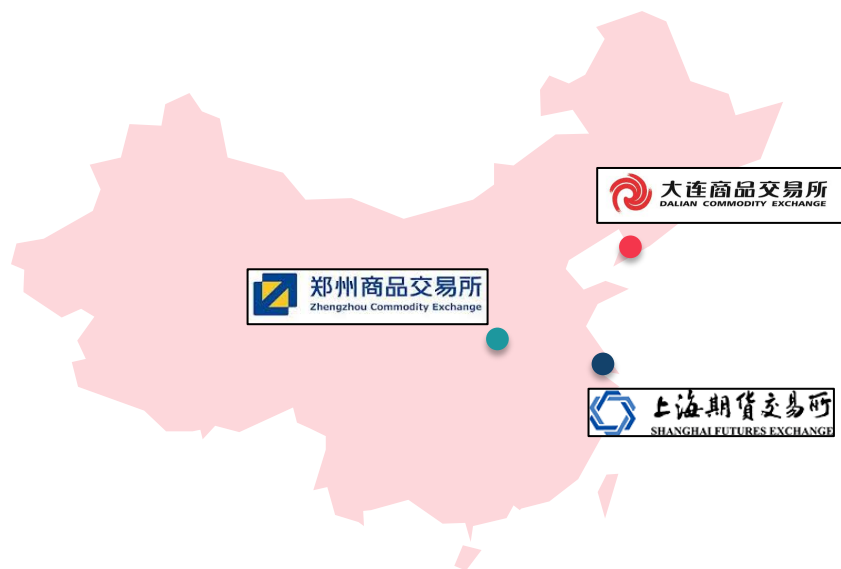 大连商品交易所
DALIAN COMMODITY EXCHANGE
郑州商品交易所
Zhengzhou Commodity Exchange
上海期货交易所
SHANGHAI FUTURES EXCHANGE